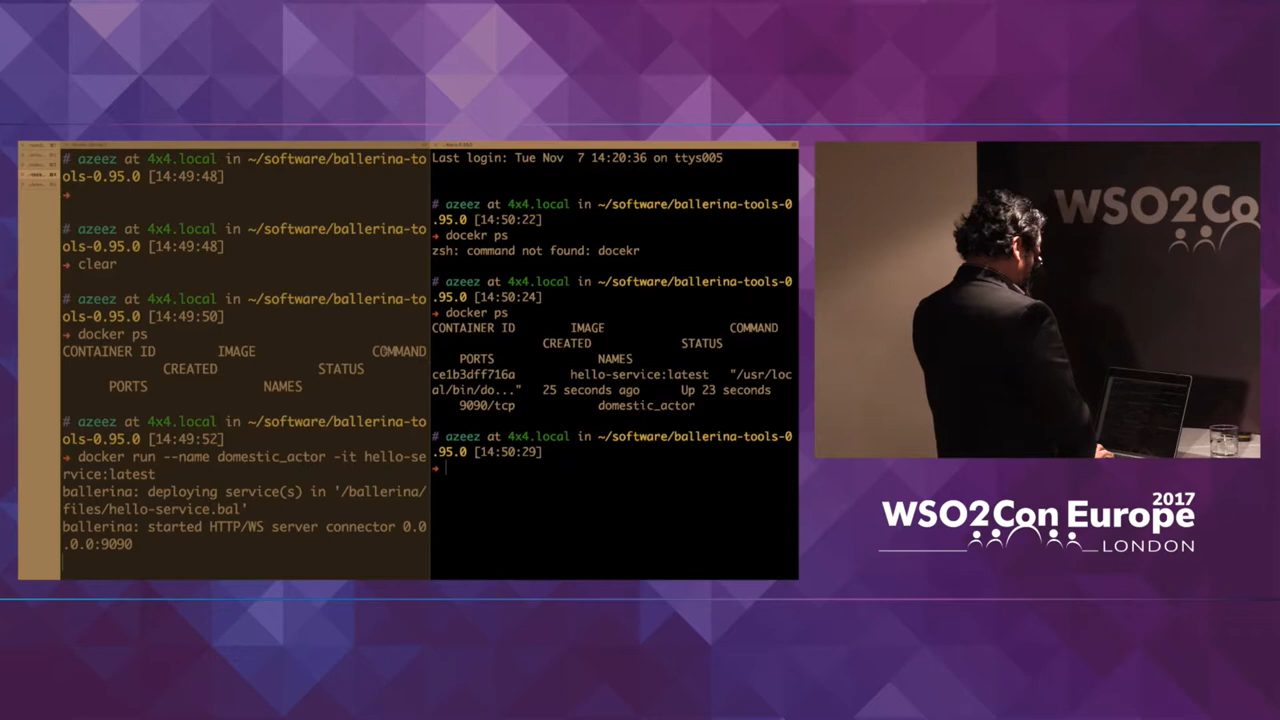 # azeez at 4x4.local in ~/software/ballerina-to
ols-0.95.0 [14:49:48]
→
# azeez at 4x4.local in ~/software/ballerina-to
ols-0.95.0 [14:49:48]
→ clear
# azeez at 4x4.local in ~/software/ballerina-to
ols-0.95.0 [14:49:50]
→ docker ps
CONTAINER ID IMAGE COMMAND
CREATED STATUS
PORTS NAMES
# azeez at 4x4.local in ~/software/ballerina-to
ols-0.95.0 [14:49:52]
→ docker run --name domestic_actor -it hello-se
rvice:latest
ballerina: deploying service(s) in '/ballerina/
files/hello-service.bal'
ballerina: started HTTP/WS server connector 0.0
.0.0:9090
Last login: Tue Nov 7 14:20:36 on ttys005
# azeez at 4x4.local in ~/software/ballerina-tools-0
.95.0 [14:50:22]
→ docekr ps
zsh: command not found: docekr
# azeez at 4x4.local in ~/software/ballerina-tools-0
.95.0 [14:50:24]
→ docker ps
CONTAINER ID IMAGE COMMAND
CREATED STATUS
PORTS NAMES
ce1b3dff716a hello-service:latest "/usr/loc
al/bin/do..." 25 seconds ago Up 23 seconds
9090/tcp domestic_actor
# azeez at 4x4.local in ~/software/ballerina-tools-0
.95.0 [14:50:29]
→
WSO2Co
2017
WSO2Con Europe
LONDON